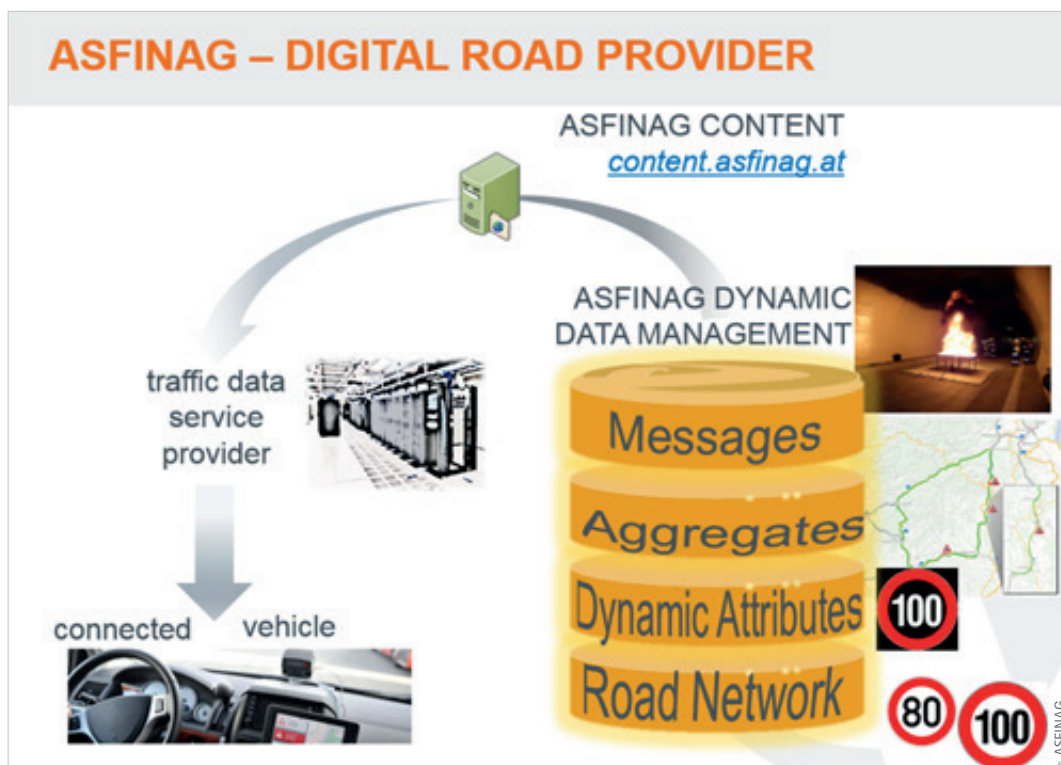 ASFINAG – DIGITAL ROAD PROVIDER
ASFINAG CONTENT
content.asfinag.at
ASFINAG DYNAMIC
DATA MANAGEMENT
traffic data
service
provider
Messages
Aggregates
Dynamic Attributes
100
Road Network
connected vehicle
80
100
ASFINAG